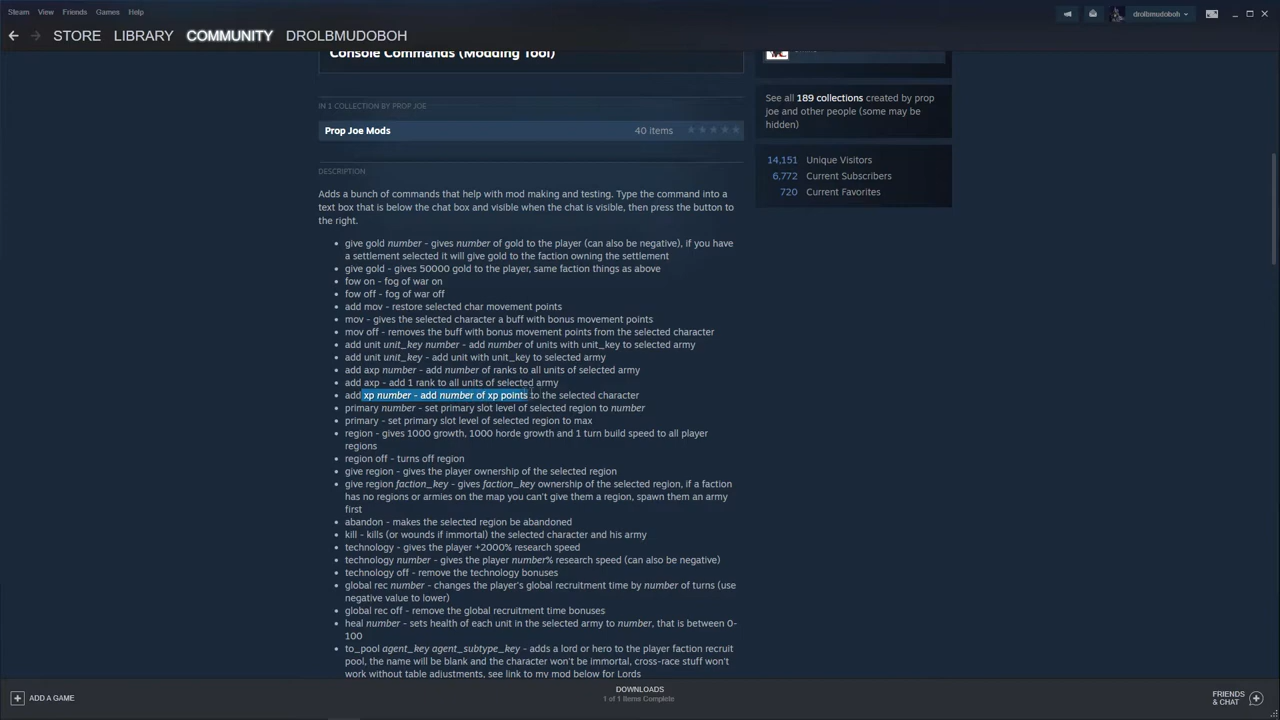 Steam View Friends Games Help
drolbmudoboh
STORE LIBRARY COMMUNITY DROLBMUDOBOH
Console Commands (Modding Tool)
IN 1 COLLECTION BY PROP JOE
Prop Joe Mods 40 items
DESCRIPTION
Adds a bunch of commands that help with mod making and testing. Type the command into a
text box that is below the chat box and visible when the chat is visible, then press the button to
the right.
• give gold number - gives number of gold to the player (can also be negative), if you have
a settlement selected it will give gold to the faction owning the settlement
• give gold - gives 50000 gold to the player, same faction things as above
• fow on - fog of war on
• fow off - fog of war off
• add mov - restore selected char movement points
• mov - gives the selected character a buff with bonus movement points
• mov off - removes the buff with bonus movement points from the selected character
• add unit unit_key number - add number of units with unit_key to selected army
• add unit unit_key - add unit with unit_key to selected army
• add axp number - add number of ranks to all units of selected army
• add axp - add 1 rank to all units of selected army
• add xp number - add number of xp points to the selected character
• primary number - set primary slot level of selected region to number
• primary - set primary slot level of selected region to max
• region - gives 1000 growth, 1000 horde growth and 1 turn build speed to all player
regions
• region off - turns off region
• give region - gives the player ownership of the selected region
• give region faction_key - gives faction_key ownership of the selected region, if a faction
has no regions or armies on the map you can't give them a region, spawn them an army
first
• abandon - makes the selected region be abandoned
• kill - kills (or wounds if immortal) the selected character and his army
• technology - gives the player +2000% research speed
• technology number - gives the player number% research speed (can also be negative)
• technology off - remove the technology bonuses
• global rec number - changes the player's global recruitment time by number of turns (use
negative value to lower)
• global rec off - remove the global recruitment time bonuses
• heal number - sets health of each unit in the selected army to number, that is between 0-
100
• to_pool agent_key agent_subtype_key - adds a lord or hero to the player faction recruit
pool, the name will be blank and the character won't be immortal, cross-race stuff won't
work without table adjustments, see link to my mod below for Lords
See all 189 collections created by prop
joe and other people (some may be
hidden)
14,151 Unique Visitors
6,772 Current Subscribers
720 Current Favorites
ADD A GAME
DOWNLOADS
1 of 1 Items Complete
FRIENDS
& CHAT